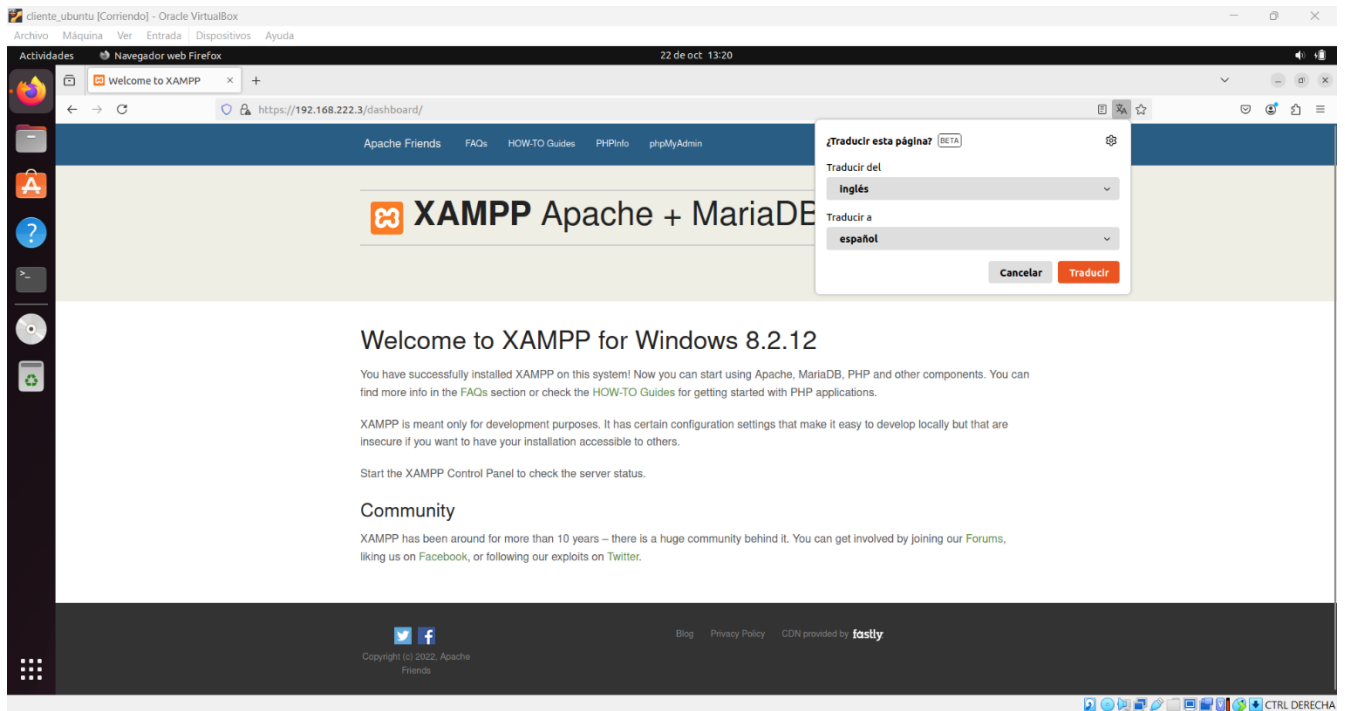 cliente_ubuntu [Corriendo] - Oracle VirtualBox
Archivo Máquina Ver Entrada Dispositivos Ayuda
Actividades Navegador web Firefox 22 de oct 13:20
Welcome to XAMPP
https://192.168.222.3/dashboard/
Apache Friends FAQs HOW-TO Guides PHPInfo phpMyAdmin
¿Traducir esta página? BETA
Traducir del
Inglés
Traducir a
español
Cancelar Traducir
XAMPP Apache + MariaDB
Welcome to XAMPP for Windows 8.2.12
You have successfully installed XAMPP on this system! Now you can start using Apache, MariaDB, PHP and other components. You can
find more info in the FAQs section or check the HOW-TO Guides for getting started with PHP applications.
XAMPP is meant only for development purposes. It has certain configuration settings that make it easy to develop locally but that are
insecure if you want to have your installation accessible to others.
Start the XAMPP Control Panel to check the server status.
Community
XAMPP has been around for more than 10 years – there is a huge community behind it. You can get involved by joining our Forums,
liking us on Facebook, or following our exploits on Twitter.
Blog Privacy Policy CDN provided by fastly
Copyright (c) 2022, Apache
Friends
CTRL DERECHA